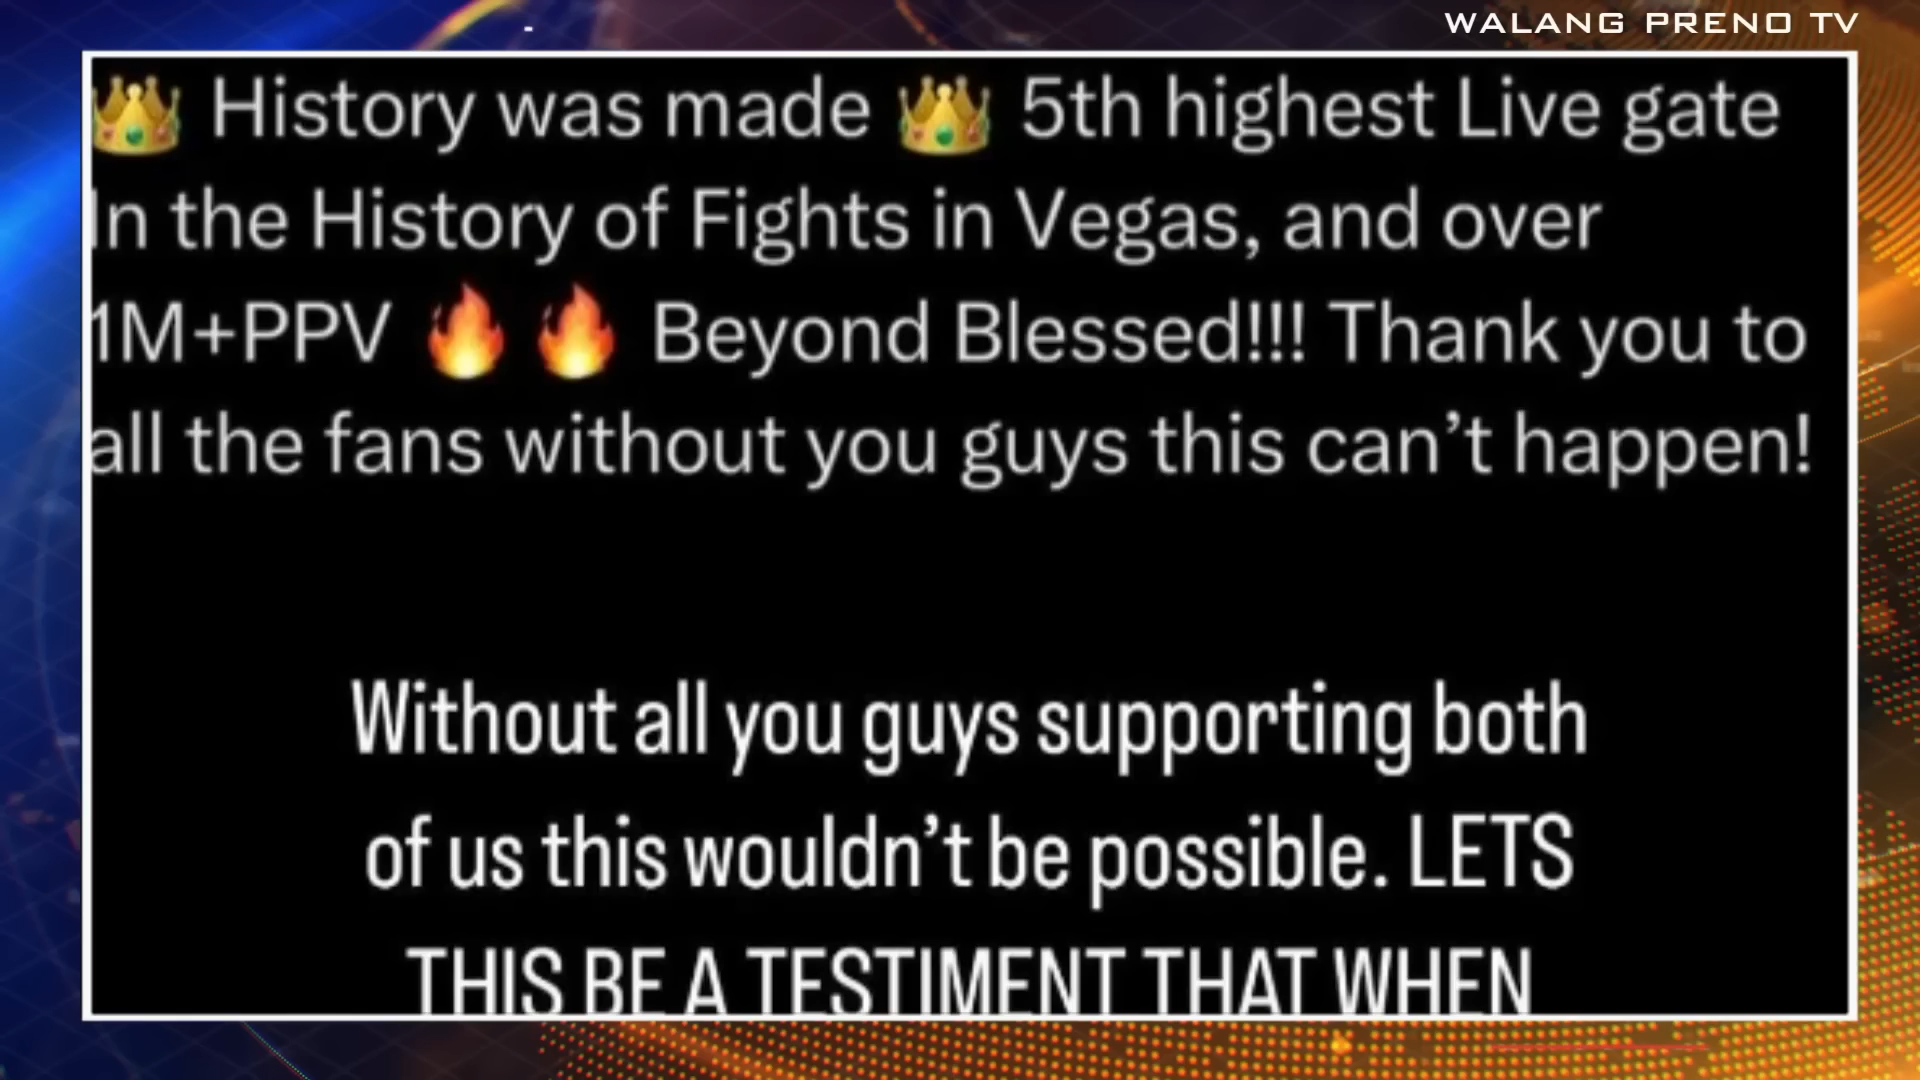 WALANG PRENO TV
👑 History was made 👑 5th highest Live gate
In the History of Fights in Vegas, and over
1M+PPV 🔥🔥 Beyond Blessed!!! Thank you to
all the fans without you guys this can’t happen!
Without all you guys supporting both
of us this wouldn’t be possible. LETS
THIS BE A TESTIMENT THAT WHEN